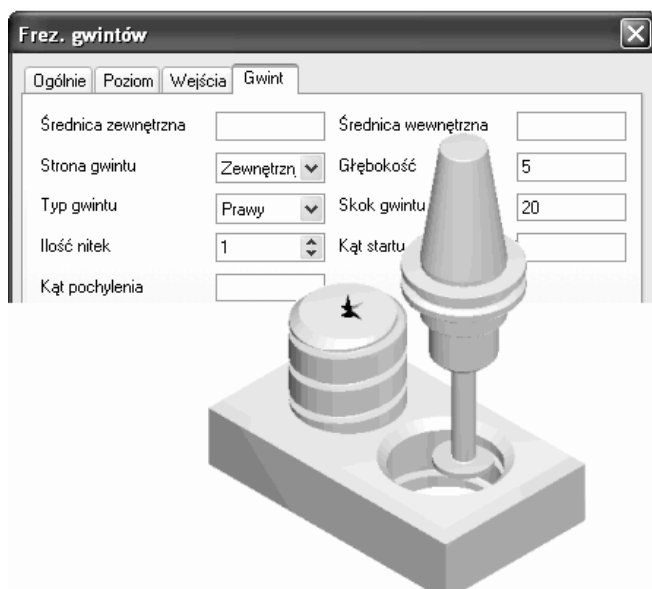 Frez. gwintów
Ogólnie Poziom Wejścia Gwint
Średnica zewnętrzna Średnica wewnętrzna
Strona gwintu Zewnętrzn Głębokość 5
Typ gwintu Prawy Skok gwintu 20
Ilość nitek 1 Kąt startu
Kąt pochylenia